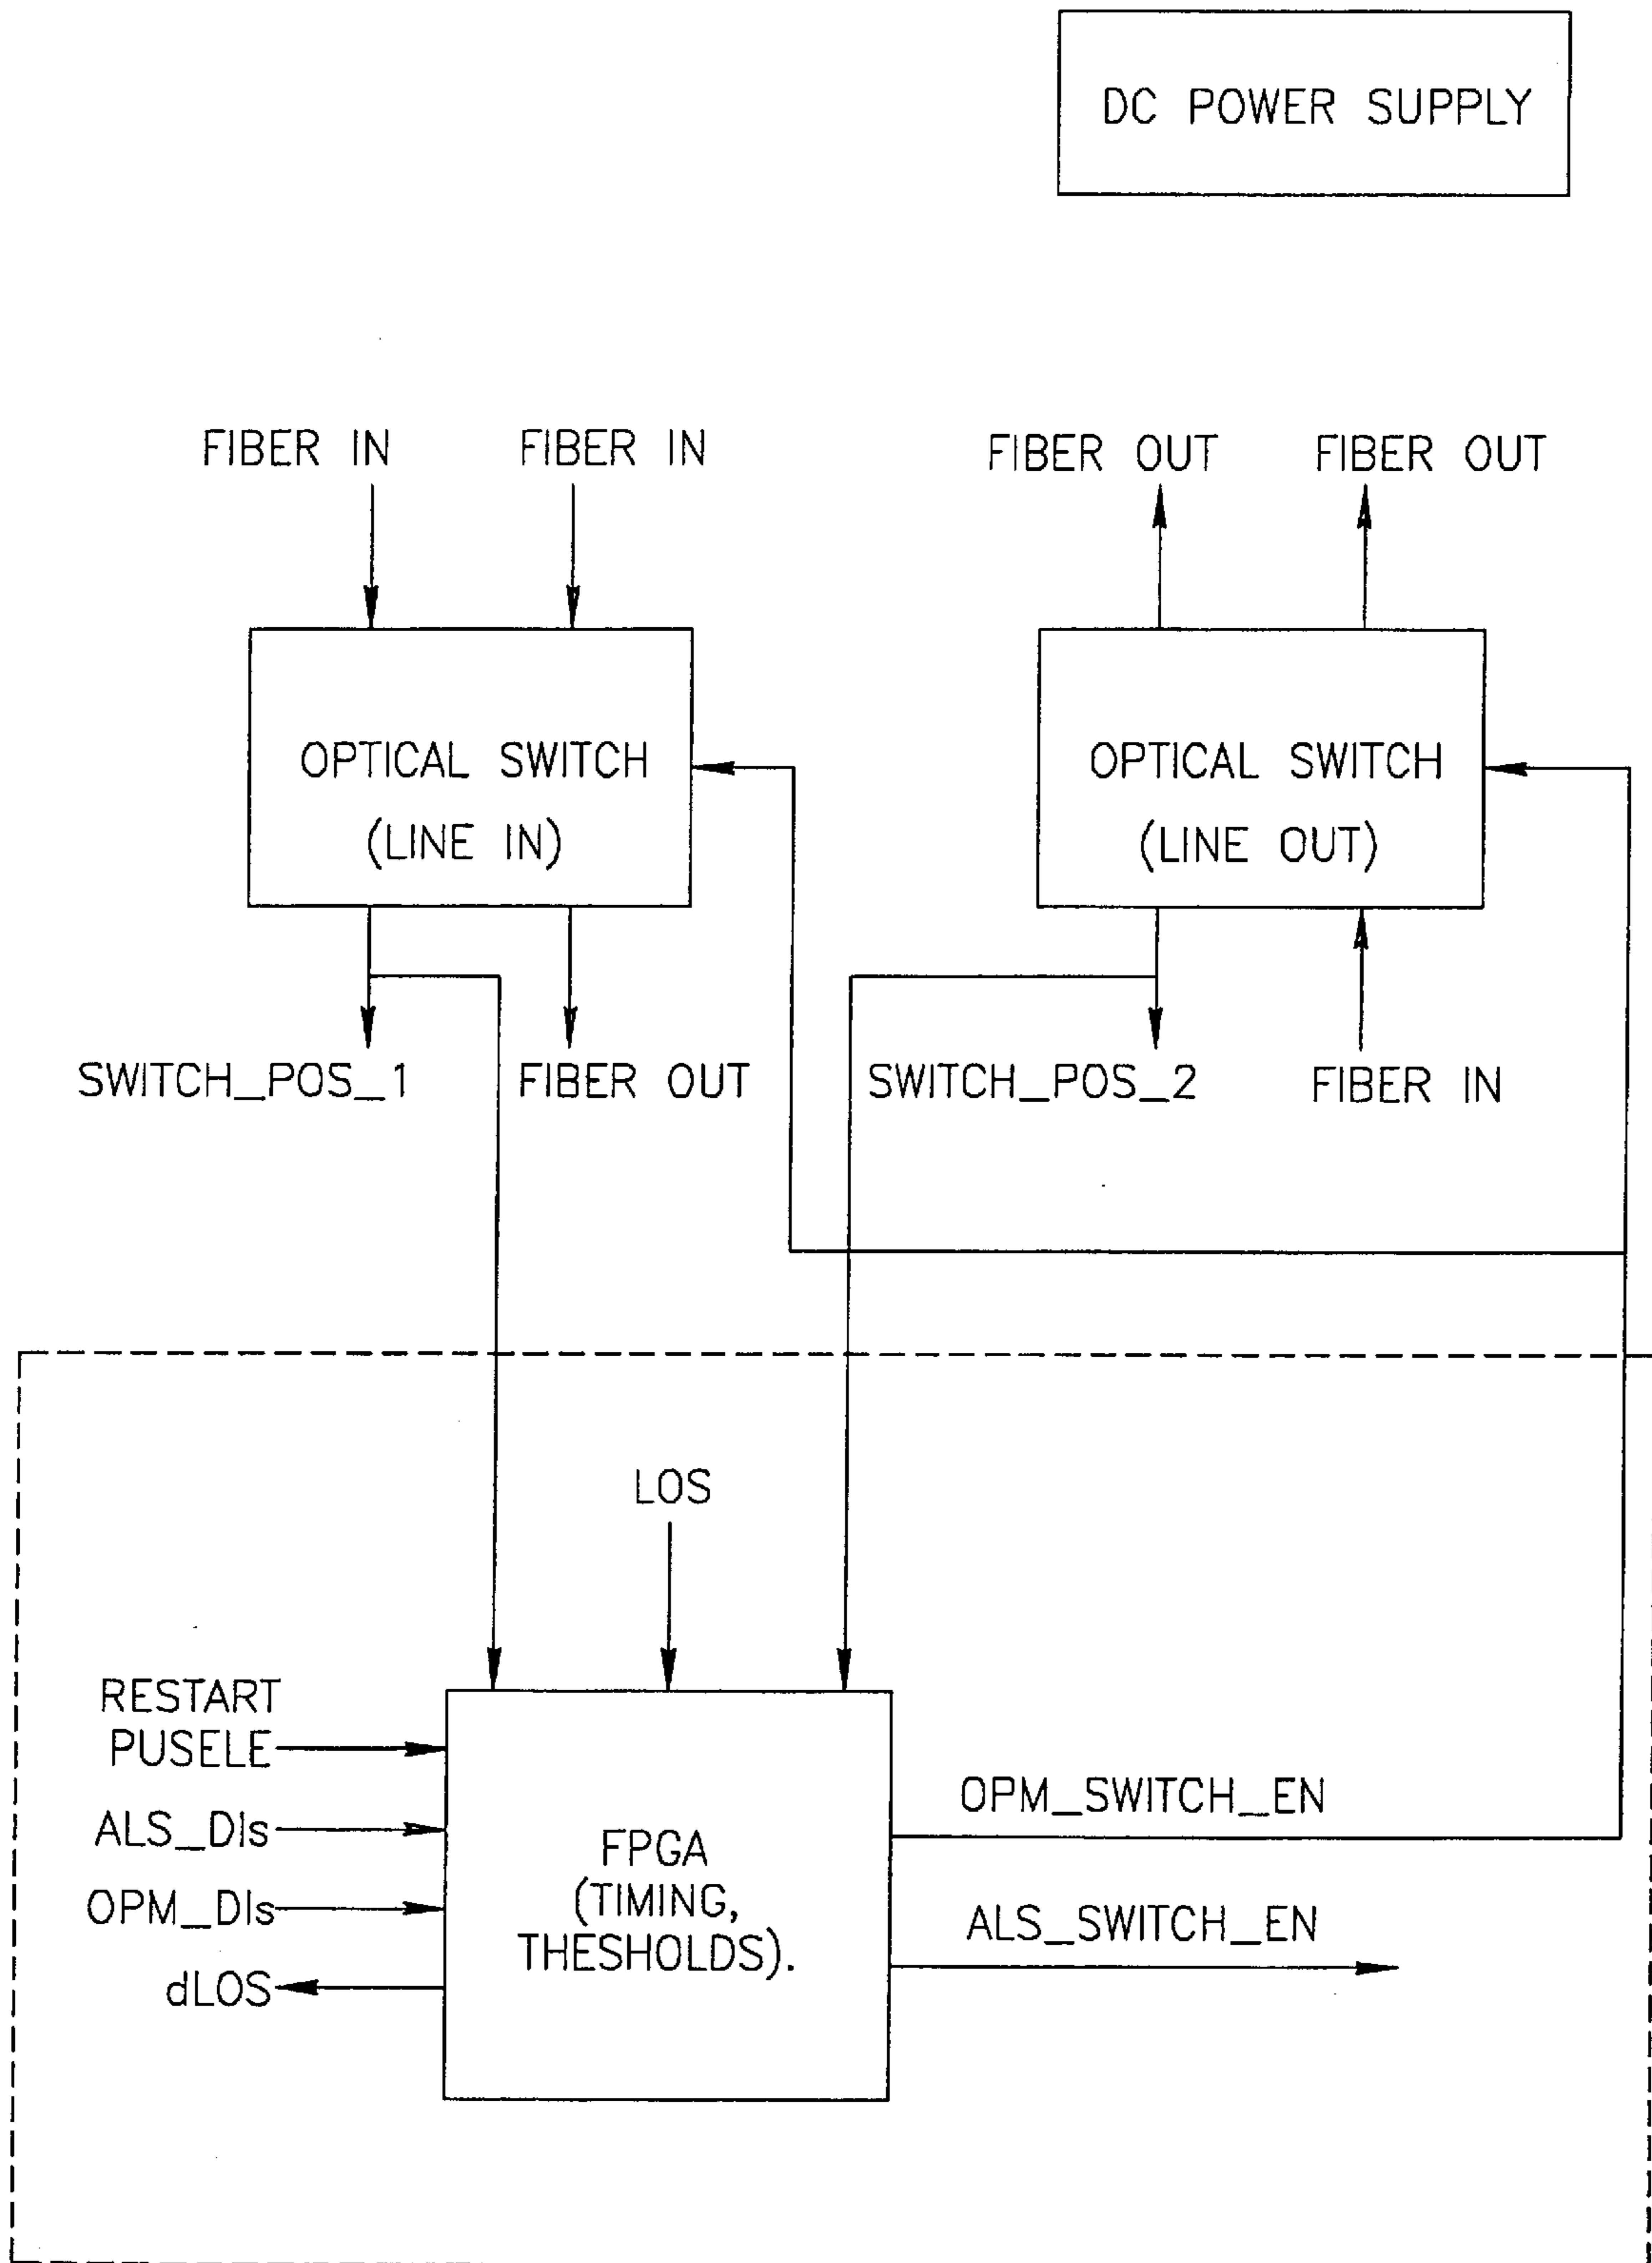 DC POWER SUPPLY
FIBER IN
FIBER IN
FIBER OUT
FIBER OUT
OPTICAL SWITCH
(LINE IN)
OPTICAL SWITCH
(LINE OUT)
SWITCH_POS_1
FIBER OUT
SWITCH_POS_2
FIBER IN
LOS
RESTART
PUSELE
ALS_DIs
OPM_DIs
dLOS
FPGA
(TIMING,
THESHOLDS).
OPM_SWITCH_EN
ALS_SWITCH_EN